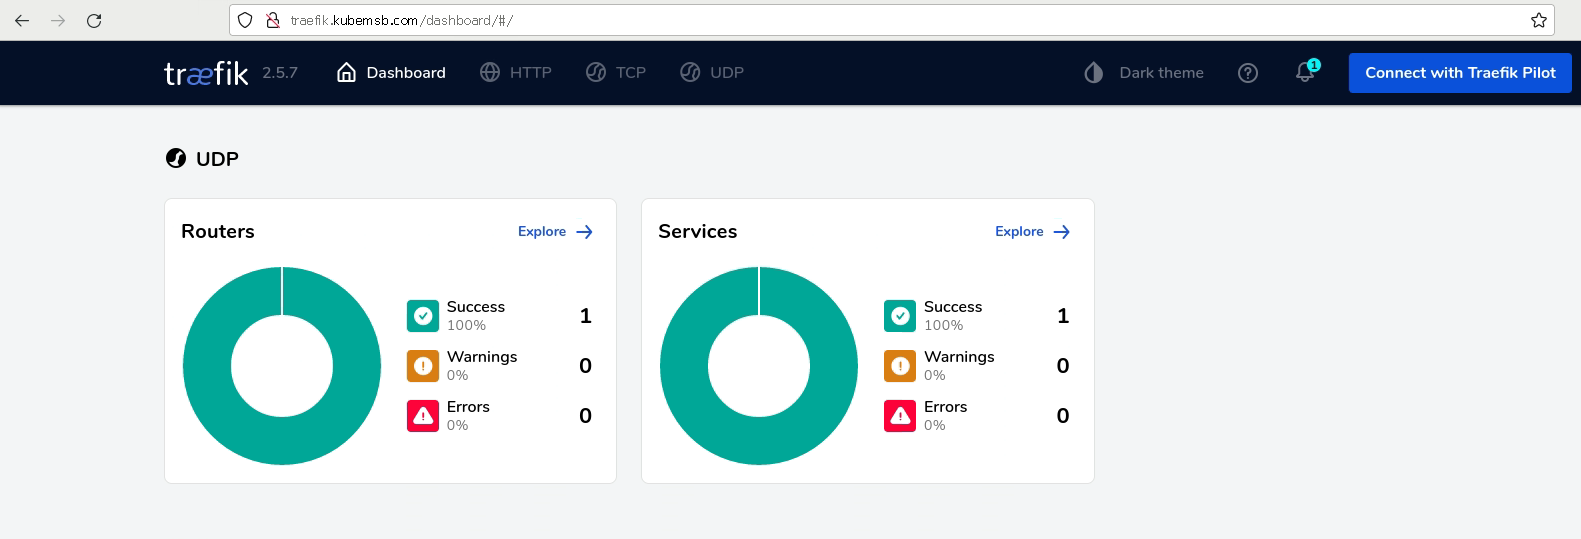 traefik.kubemsb.com/dashboard/#/
træfik 2.5.7 Dashboard HTTP TCP UDP Dark theme 1 Connect with Traefik Pilot
UDP
Routers Explore
Success 1
100%
Warnings 0
0%
Errors 0
0%
Services Explore
Success 1
100%
Warnings 0
0%
Errors 0
0%